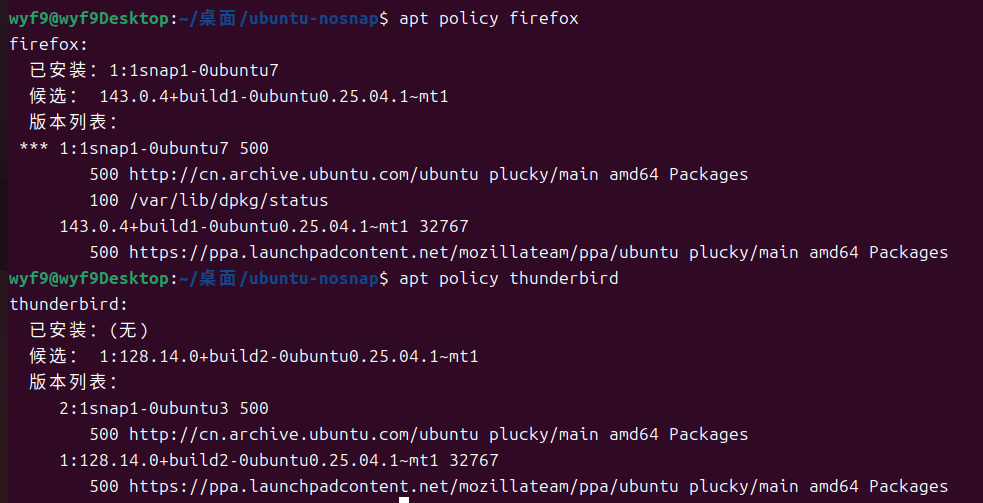 wyf9@wyf9Desktop:~/桌面/ubuntu-nosnap$ apt policy firefox
firefox:
  已安装：1:1snap1-0ubuntu7
  候选： 143.0.4+build1-0ubuntu0.25.04.1~mt1
  版本列表：
 *** 1:1snap1-0ubuntu7 500
        500 http://cn.archive.ubuntu.com/ubuntu plucky/main amd64 Packages
        100 /var/lib/dpkg/status
     143.0.4+build1-0ubuntu0.25.04.1~mt1 32767
        500 https://ppa.launchpadcontent.net/mozillateam/ppa/ubuntu plucky/main amd64 Packages
wyf9@wyf9Desktop:~/桌面/ubuntu-nosnap$ apt policy thunderbird
thunderbird:
  已安装：(无)
  候选： 1:128.14.0+build2-0ubuntu0.25.04.1~mt1
  版本列表：
     2:1snap1-0ubuntu3 500
        500 http://cn.archive.ubuntu.com/ubuntu plucky/main amd64 Packages
     1:128.14.0+build2-0ubuntu0.25.04.1~mt1 32767
        500 https://ppa.launchpadcontent.net/mozillateam/ppa/ubuntu plucky/main amd64 Packages